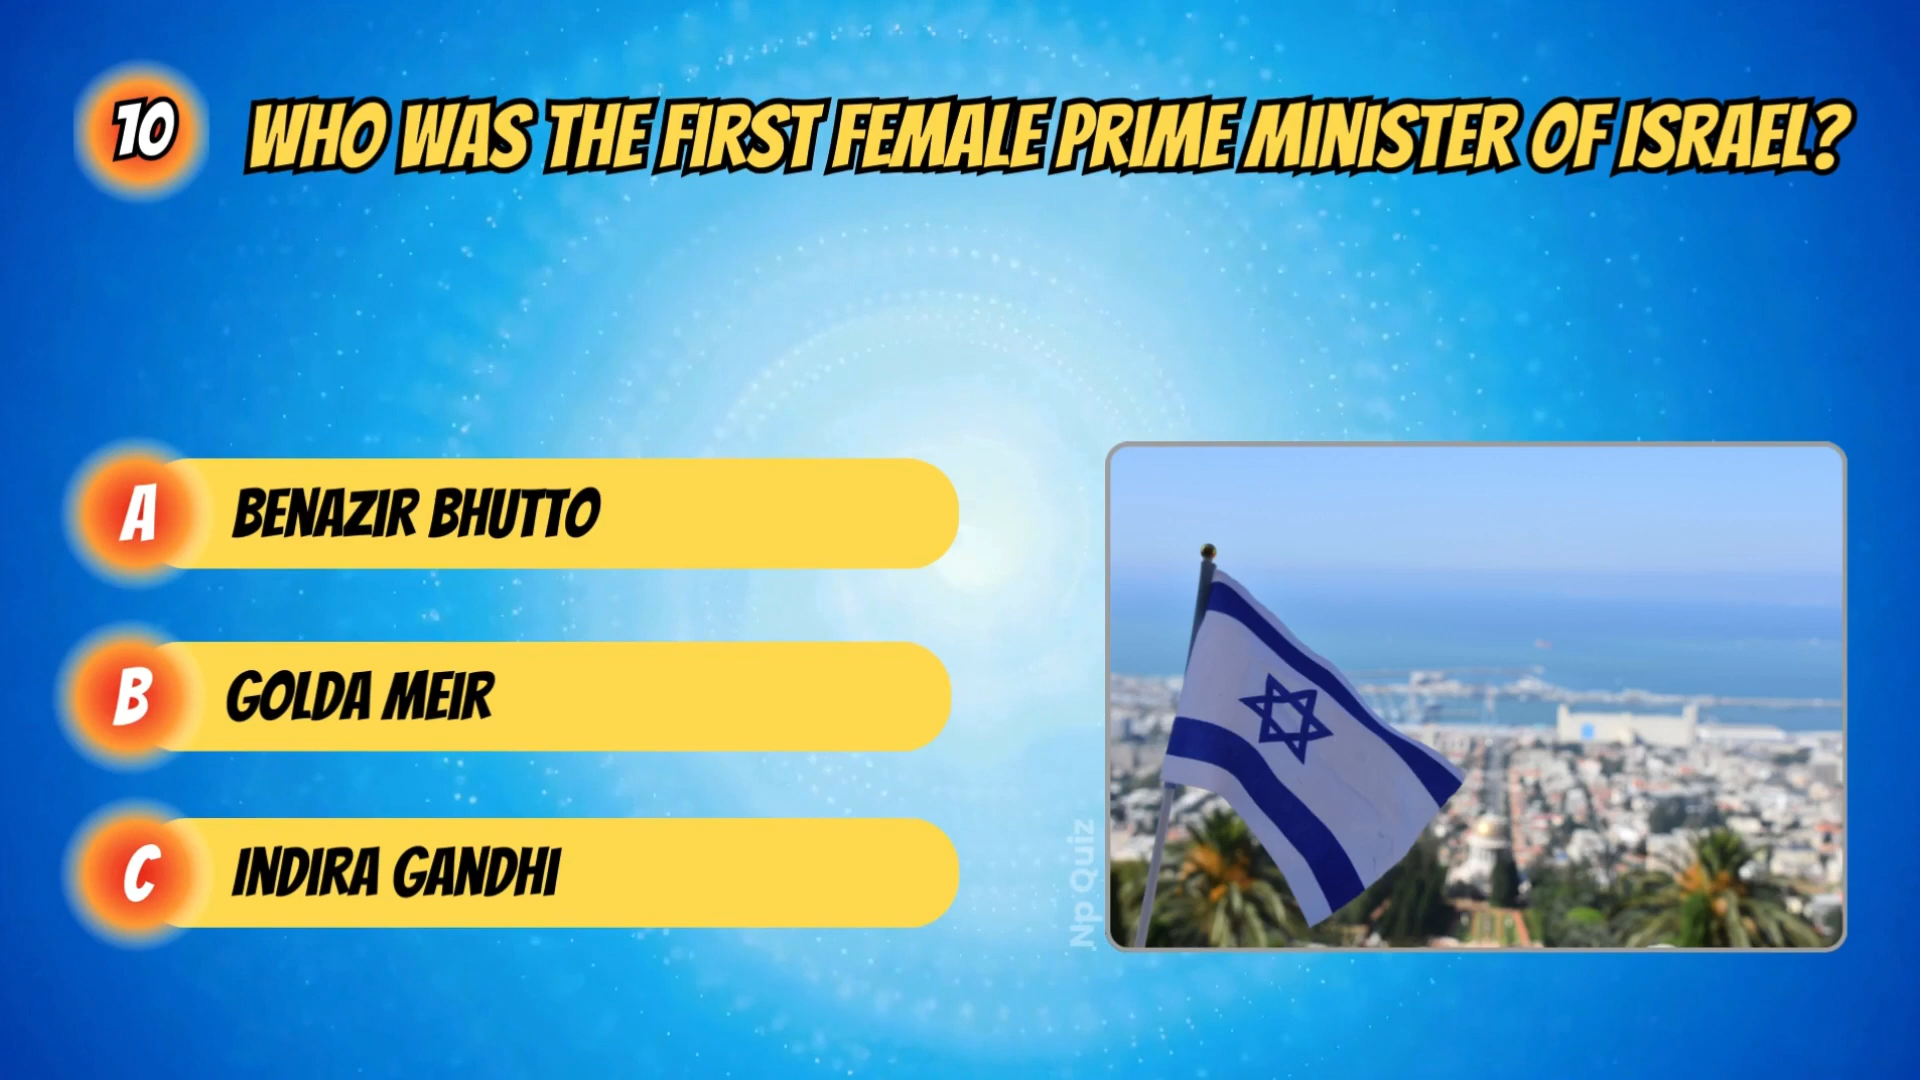 10
WHO WAS THE FIRST FEMALE PRIME MINISTER OF ISRAEL?
A
BENAZIR BHUTTO
B
GOLDA MEIR
C
INDIRA GANDHI
Np Quiz